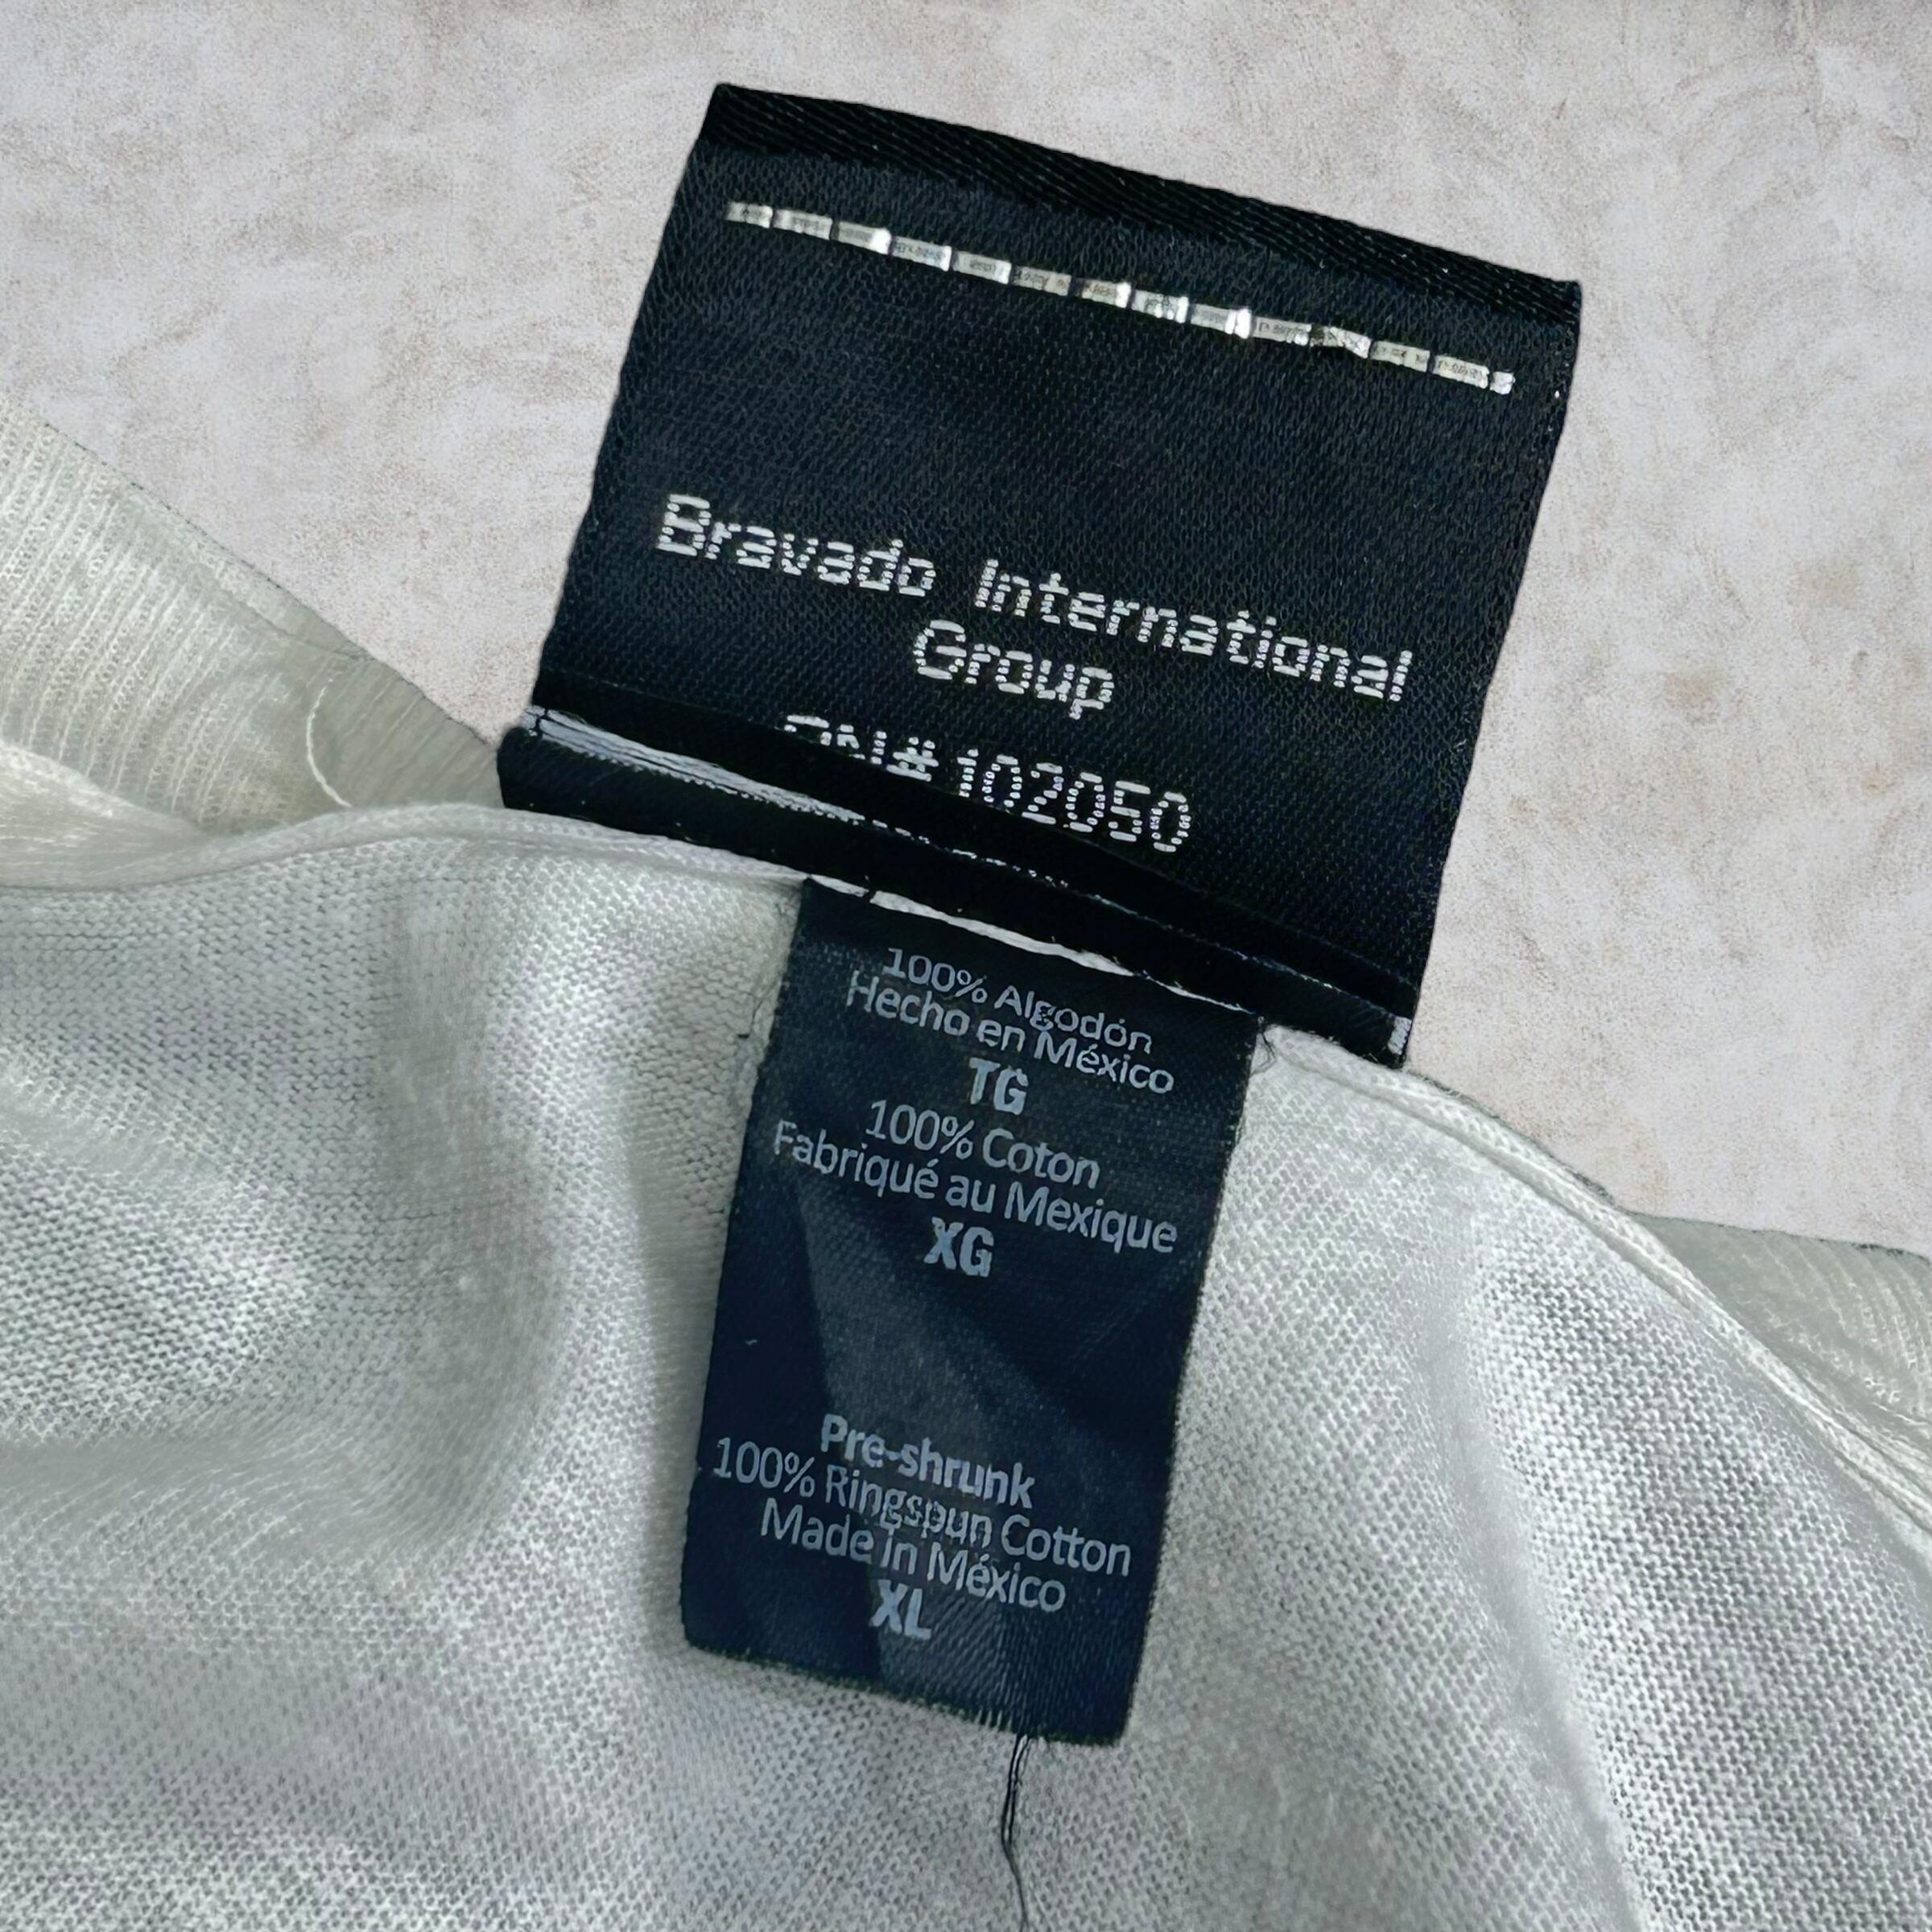 Bravado International
Group
RN#102050
100% Algodón
Hecho en México
TG
100% Coton
Fabriqué au Mexique
XG
Pre-shrunk
100% Ringspun Cotton
Made in México
XL